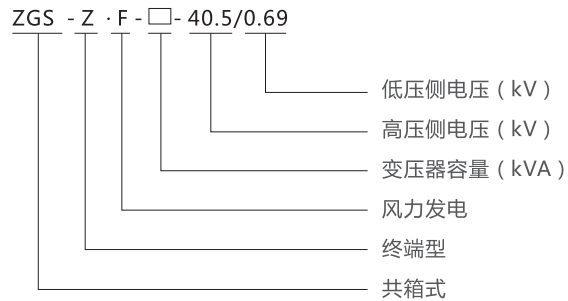 ZGS - Z · F - □ - 40.5/0.69
低压侧电压（kV）
高压侧电压（kV）
变压器容量（kVA）
风力发电
终端型
共箱式